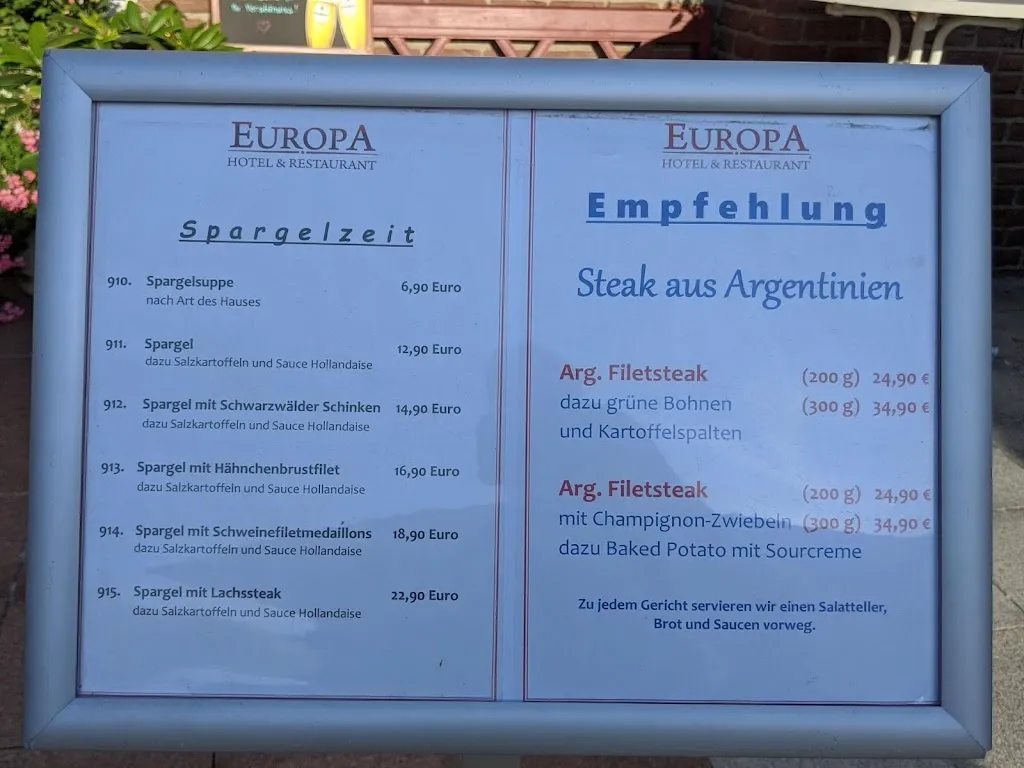 EUROPA
HOTEL & RESTAURANT
Spargelzeit
910. Spargelsuppe 6,90 Euro
nach Art des Hauses
911. Spargel 12,90 Euro
dazu Salzkartoffeln und Sauce Hollandaise
912. Spargel mit Schwarzwälder Schinken 14,90 Euro
dazu Salzkartoffeln und Sauce Hollandaise
913. Spargel mit Hähnchenbrustfilet 16,90 Euro
dazu Salzkartoffeln und Sauce Hollandaise
914. Spargel mit Schweinefiletmedaillons 18,90 Euro
dazu Salzkartoffeln und Sauce Hollandaise
915. Spargel mit Lachssteak 22,90 Euro
dazu Salzkartoffeln und Sauce Hollandaise
EUROPA
HOTEL & RESTAURANT
Empfehlung
Steak aus Argentinien
Arg. Filetsteak (200 g) 24,90 €
dazu grüne Bohnen (300 g) 34,90 €
und Kartoffelspalten
Arg. Filetsteak (200 g) 24,90 €
mit Champignon-Zwiebeln (300 g) 34,90 €
dazu Baked Potato mit Sourcreme
Zu jedem Gericht servieren wir einen Salatteller,
Brot und Saucen vorweg.